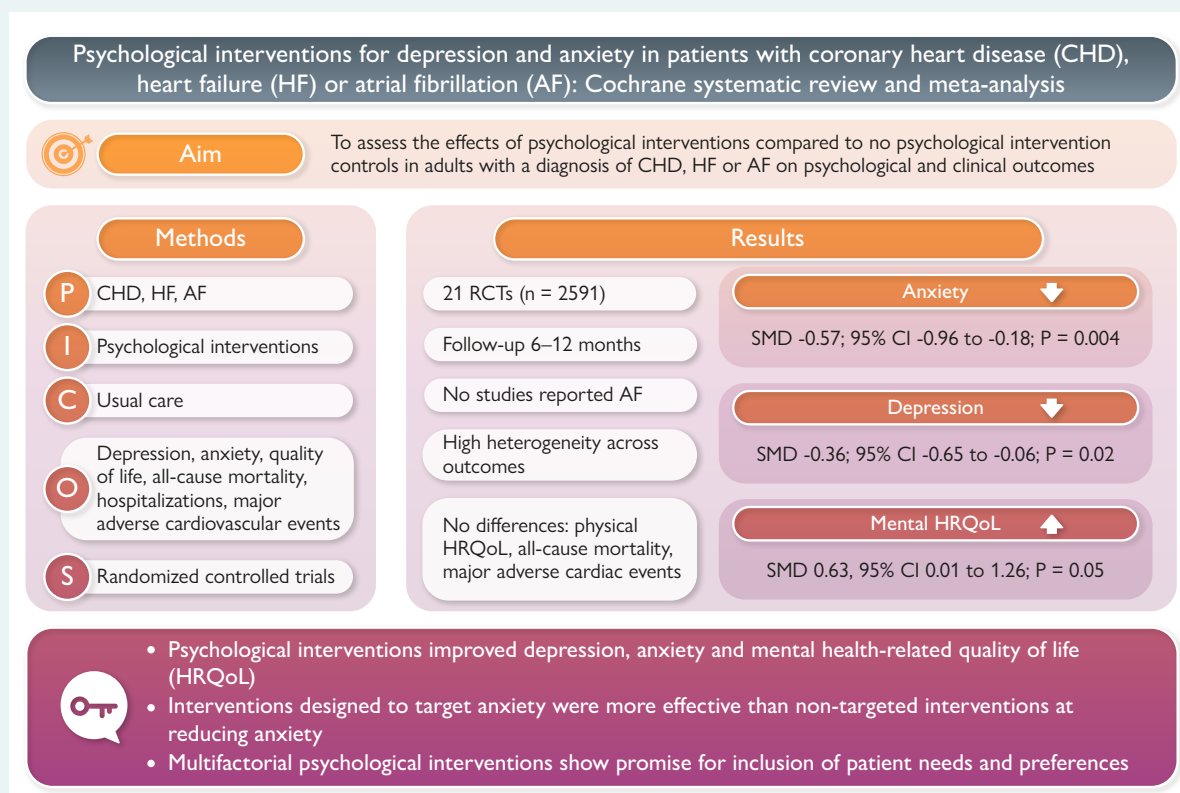 Psychological interventions for depression and anxiety in patients with coronary heart disease (CHD),
heart failure (HF) or atrial fibrillation (AF): Cochrane systematic review and meta-analysis
Aim
To assess the effects of psychological interventions compared to no psychological intervention
controls in adults with a diagnosis of CHD, HF or AF on psychological and clinical outcomes
Methods
P
CHD, HF, AF
I
Psychological interventions
C
Usual care
O
Depression, anxiety, quality
of life, all-cause mortality,
hospitalizations, major
adverse cardiovascular events
S
Randomized controlled trials
Results
21 RCTs (n = 2591)
Follow-up 6–12 months
No studies reported AF
High heterogeneity across
outcomes
No differences: physical
HRQoL, all-cause mortality,
major adverse cardiac events
Anxiety
SMD -0.57; 95% CI -0.96 to -0.18; P = 0.004
Depression
SMD -0.36; 95% CI -0.65 to -0.06; P = 0.02
Mental HRQoL
SMD 0.63, 95% CI 0.01 to 1.26; P = 0.05
• Psychological interventions improved depression, anxiety and mental health-related quality of life
(HRQoL)
• Interventions designed to target anxiety were more effective than non-targeted interventions at
reducing anxiety
• Multifactorial psychological interventions show promise for inclusion of patient needs and preferences